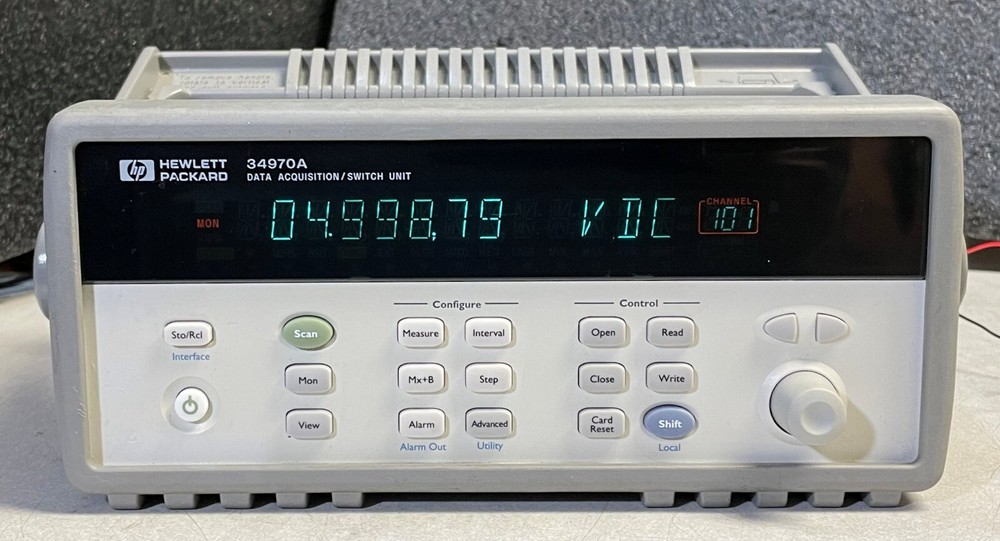 hp HEWLETT PACKARD
34970A
DATA ACQUISITION/SWITCH UNIT
MON
04.998,79 VDC
CHANNEL
101
Configure
Control
Sto/Rcl
Scan
Measure
Interval
Open
Read
Interface
Mon
Mx+B
Step
Close
Write
View
Alarm
Advanced
Card Reset
Shift
Alarm Out
Utility
Local